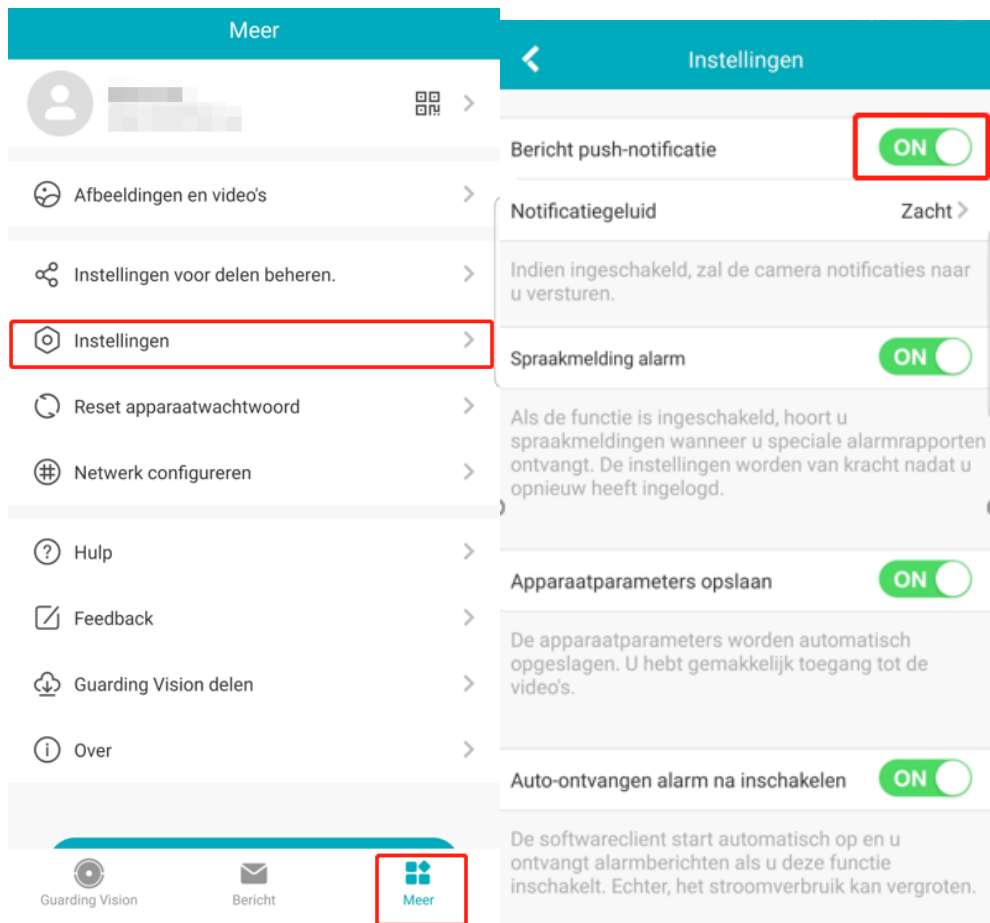 Meer
Afbeeldingen en video's
Instellingen voor delen beheren.
Instellingen
Reset apparaatwachtwoord
Netwerk configureren
Hulp
Feedback
Guarding Vision delen
Over
Guarding Vision
Bericht
Meer
Instellingen
Bericht push-notificatie
ON
Notificatiegeluid
Zacht
Indien ingeschakeld, zal de camera notificaties naar
u versturen.
Spraakmelding alarm
ON
Als de functie is ingeschakeld, hoort u
spraakmeldingen wanneer u speciale alarmrapporten
ontvangt. De instellingen worden van kracht nadat u
opnieuw heeft ingelogd.
Apparaatparameters opslaan
ON
De apparaatparameters worden automatisch
opgeslagen. U hebt gemakkelijk toegang tot de
video's.
Auto-ontvangen alarm na inschakelen
ON
De softwareclient start automatisch op en u
ontvangt alarmberichten als u deze functie
inschakelt. Echter, het stroomverbruik kan vergroten.